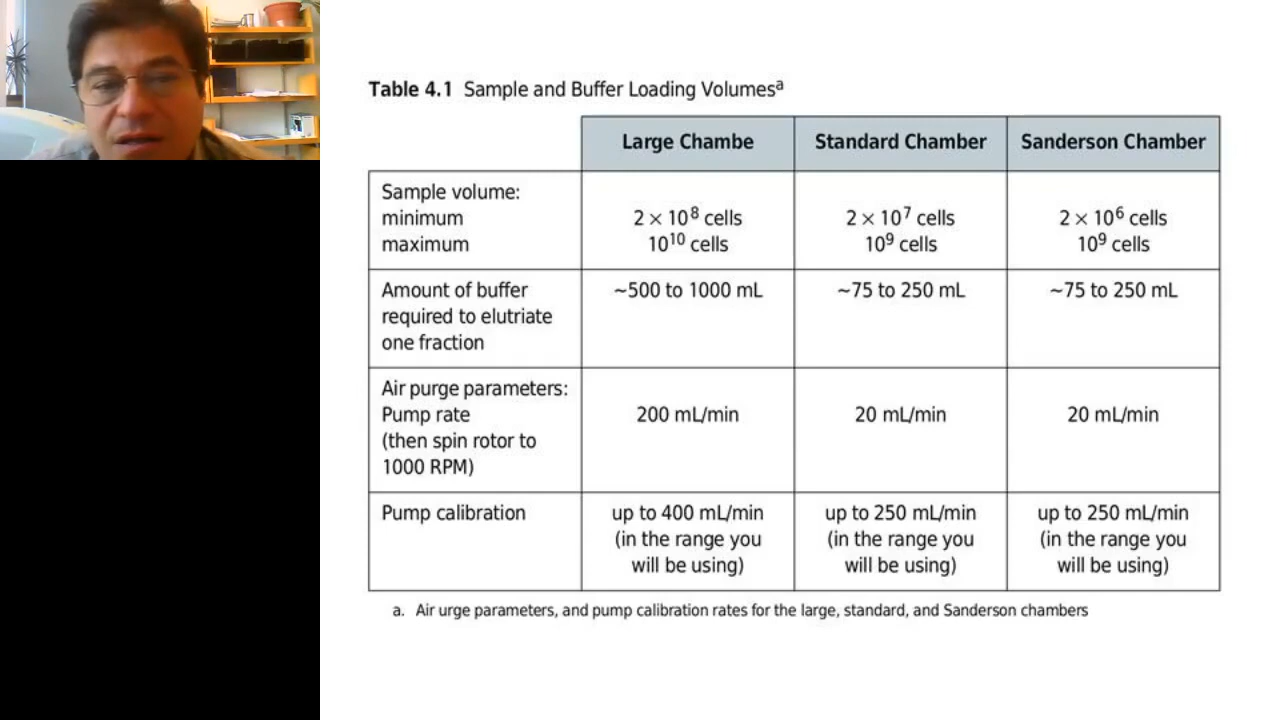 Table 4.1 Sample and Buffer Loading Volumesᵃ
Large Chambe Standard Chamber Sanderson Chamber
Sample volume:
minimum 2 × 10⁸ cells 2 × 10⁷ cells 2 × 10⁶ cells
maximum 10¹⁰ cells 10⁹ cells 10⁹ cells
Amount of buffer ~500 to 1000 mL ~75 to 250 mL ~75 to 250 mL
required to elutriate
one fraction
Air purge parameters:
Pump rate 200 mL/min 20 mL/min 20 mL/min
(then spin rotor to
1000 RPM)
Pump calibration up to 400 mL/min up to 250 mL/min up to 250 mL/min
(in the range you (in the range you (in the range you
will be using) will be using) will be using)
a. Air urge parameters, and pump calibration rates for the large, standard, and Sanderson chambers